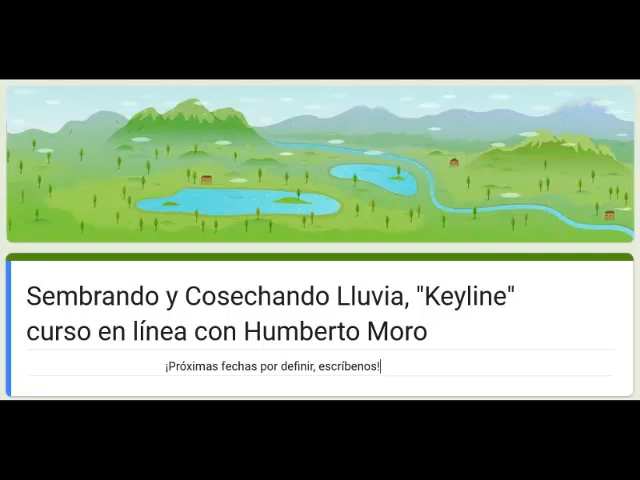 Sembrando y Cosechando Lluvia, "Keyline"
curso en línea con Humberto Moro
¡Próximas fechas por definir, escríbenos!